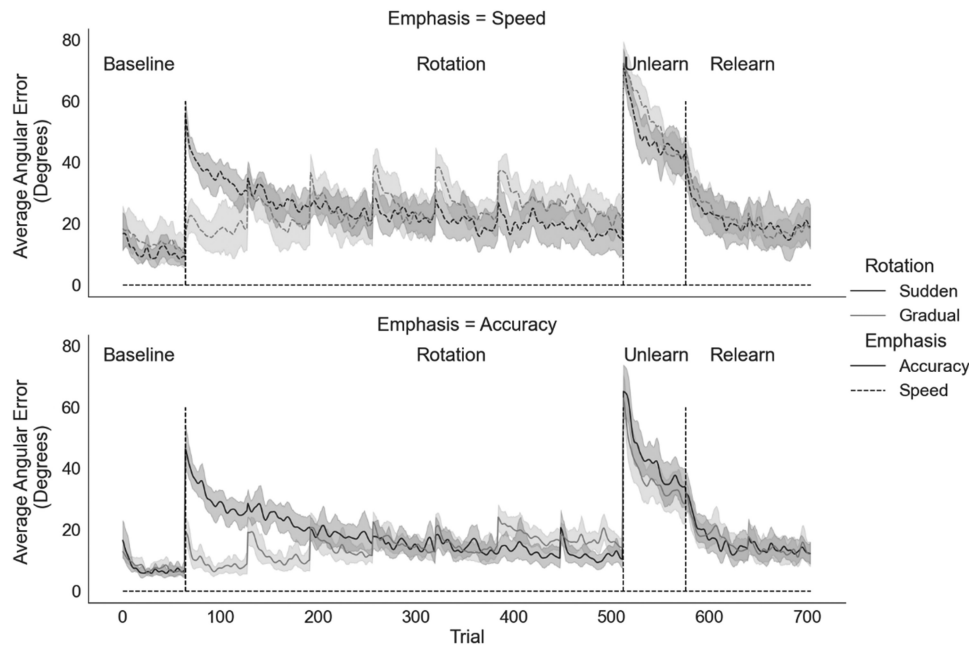 Emphasis = Speed
80
60
40
20
0
Average Angular Error
(Degrees)
Baseline
Rotation
Unlearn
Relearn
Emphasis = Accuracy
80
60
40
20
0
Average Angular Error
(Degrees)
Baseline
Rotation
Unlearn
Relearn
0
100
200
300
400
500
600
700
Trial
Rotation
Sudden
Gradual
Emphasis
Accuracy
Speed